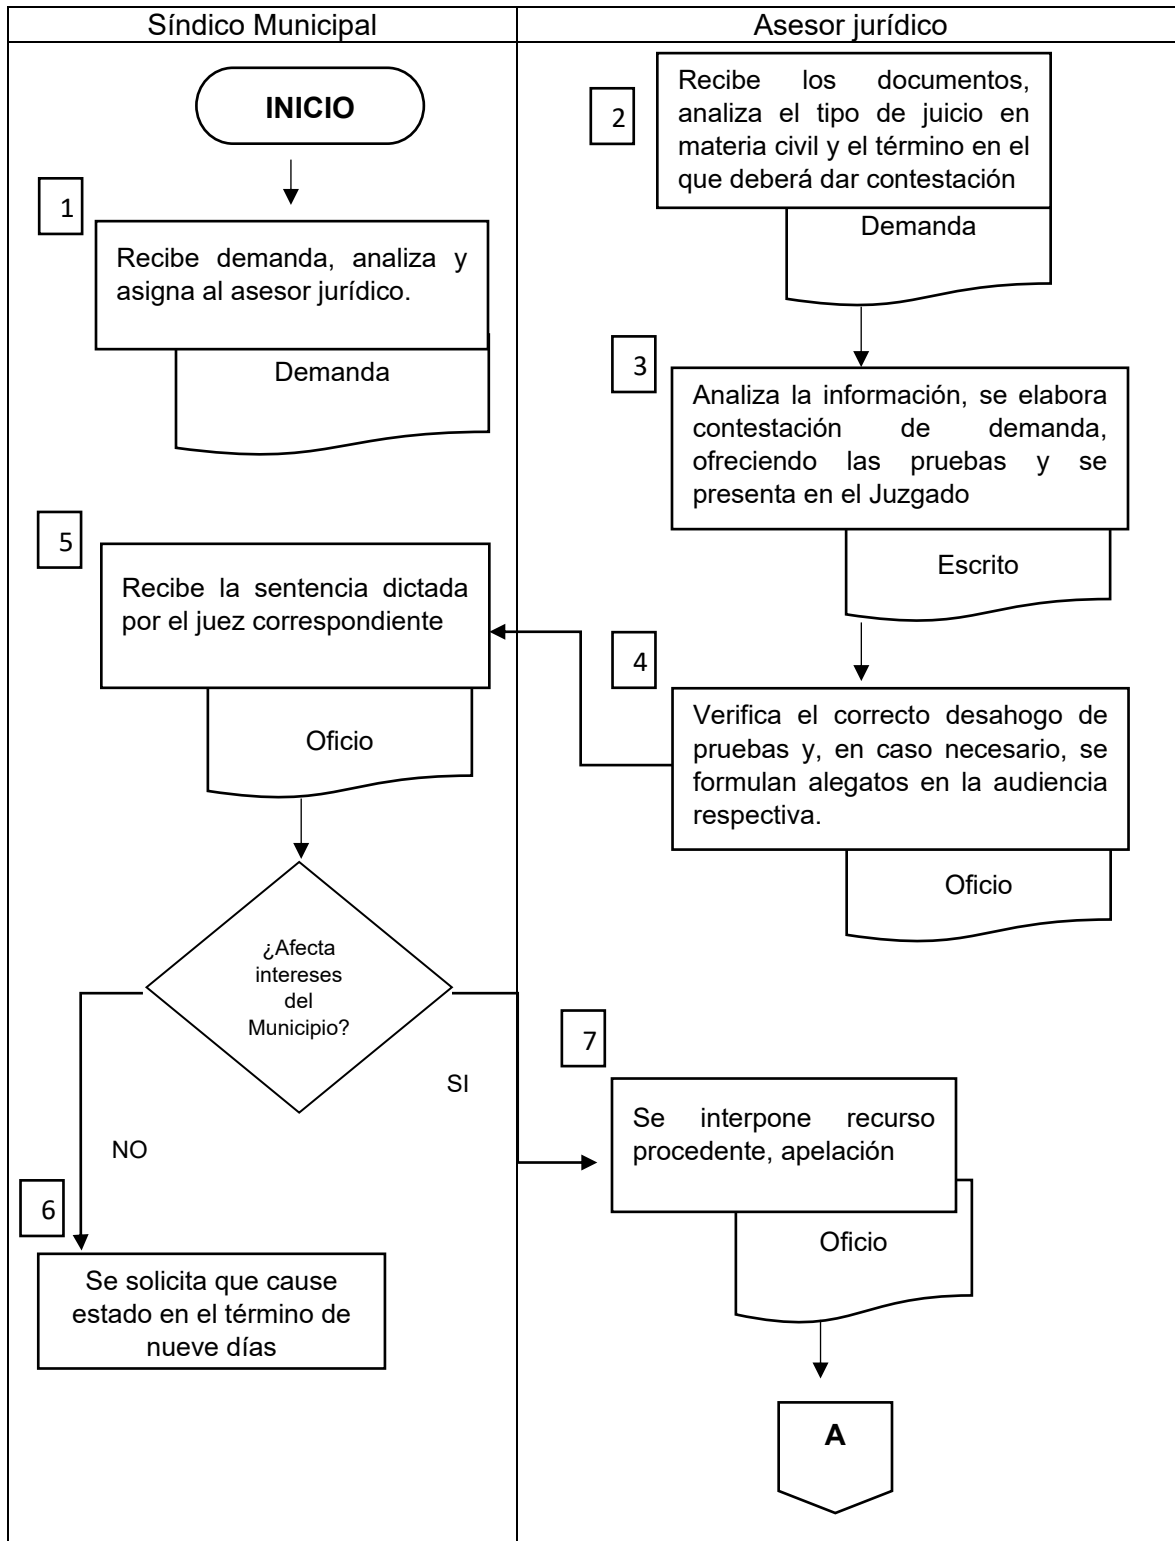 Síndico Municipal
Asesor jurídico
INICIO
1
Recibe demanda, analiza y
asigna al asesor jurídico.
Demanda
2
Recibe los documentos,
analiza el tipo de juicio en
materia civil y el término en el
que deberá dar contestación
Demanda
3
Analiza la información, se elabora
contestación de demanda,
ofreciendo las pruebas y se
presenta en el Juzgado
Escrito
4
Verifica el correcto desahogo de
pruebas y, en caso necesario, se
formulan alegatos en la audiencia
respectiva.
Oficio
5
Recibe la sentencia dictada
por el juez correspondiente
Oficio
¿Afecta
intereses
del
Municipio?
SI
NO
6
Se solicita que cause
estado en el término de
nueve días
7
Se interpone recurso
procedente, apelación
Oficio
A